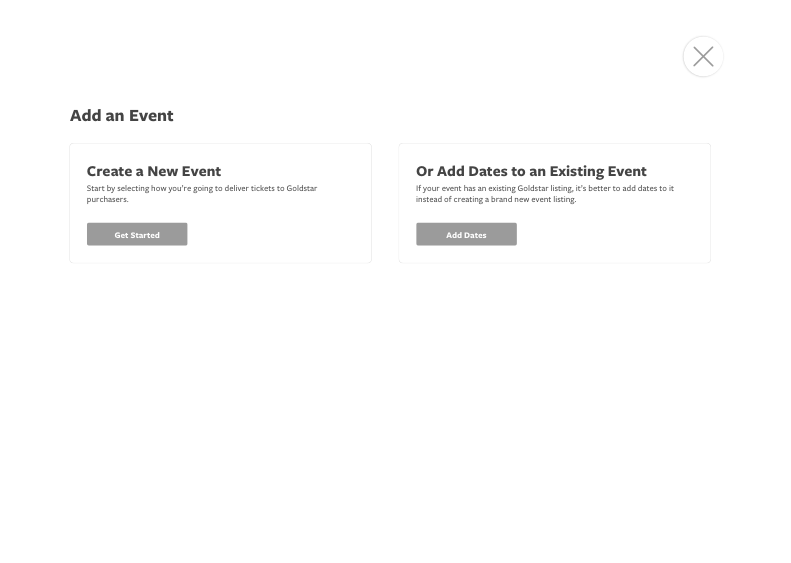 Add an Event
Create a New Event
Start by selecting how you're going to deliver tickets to Goldstar
purchasers.
Get Started
Or Add Dates to an Existing Event
If your event has an existing Goldstar listing, it's better to add dates to it
instead of creating a brand new event listing.
Add Dates